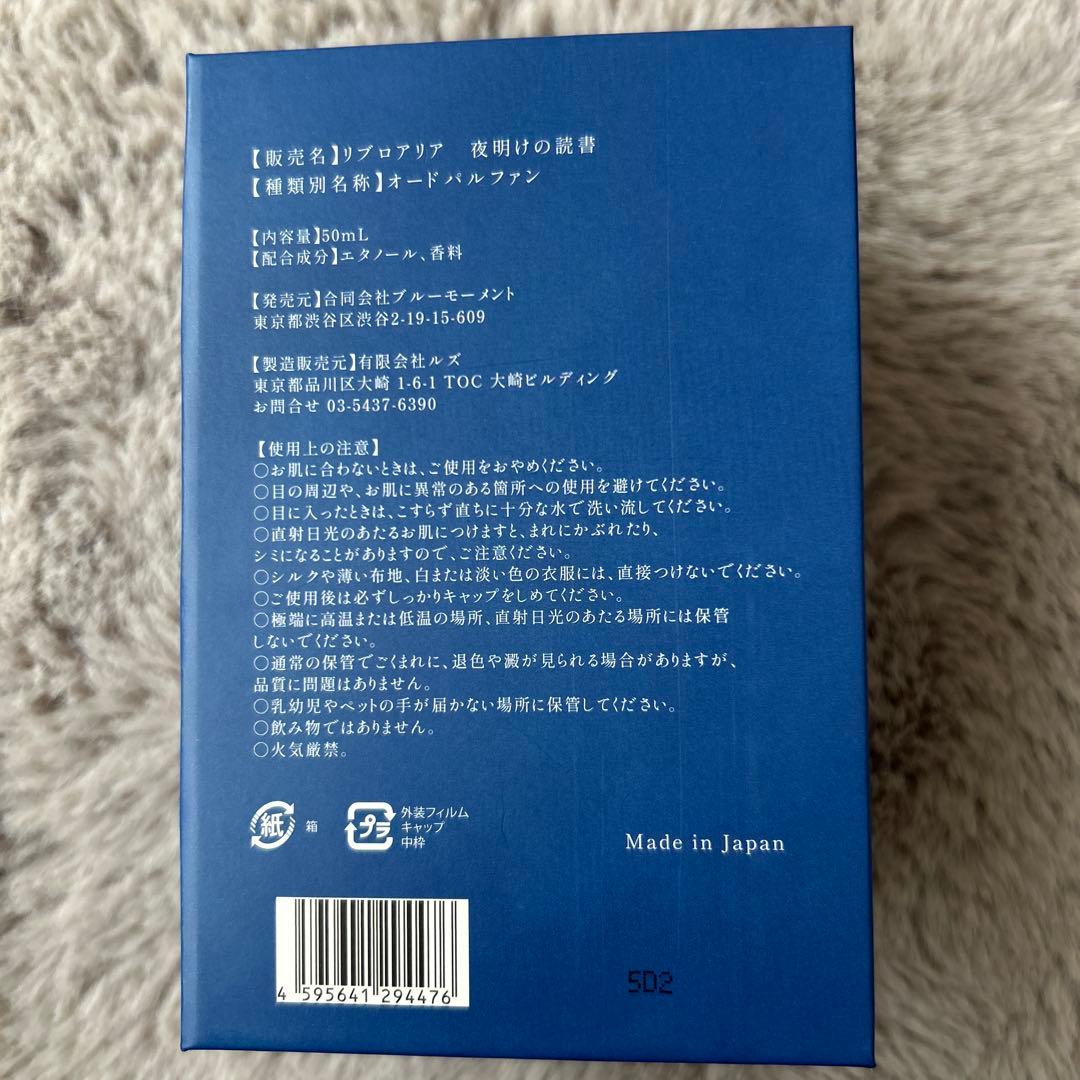 【販売名】リブロアリア　夜明けの読書
【種類別名称】オードパルファン
【内容量】50mL
【配合成分】エタノール、香料
【発売元】合同会社ブルーモーメント
東京都渋谷区渋谷2-19-15-609
【製造販売元】有限会社ルズ
東京都品川区大崎 1-6-1 TOC 大崎ビルディング
お問合せ 03-5437-6390
【使用上の注意】
○お肌に合わないときは、ご使用をおやめください。
○目の周辺や、お肌に異常のある箇所への使用を避けてください。
○目に入ったときは、こすらず直ちに十分な水で洗い流してください。
○直射日光のあたるお肌につけますと、まれにかぶれたり、
シミになることがありますので、ご注意ください。
○シルクや薄い布地、白または淡い色の衣服には、直接つけないでください。
○ご使用後は必ずしっかりキャップをしめてください。
○極端に高温または低温の場所、直射日光のあたる場所には保管
しないでください。
○通常の保管でごくまれに、退色や澱が見られる場合がありますが、
品質に問題はありません。
○乳幼児やペットの手が届かない場所に保管してください。
○飲み物ではありません。
○火気厳禁。
紙 箱
プラ 外装フィルム
キャップ
中枠
Made in Japan
4 595641 294476
5D2